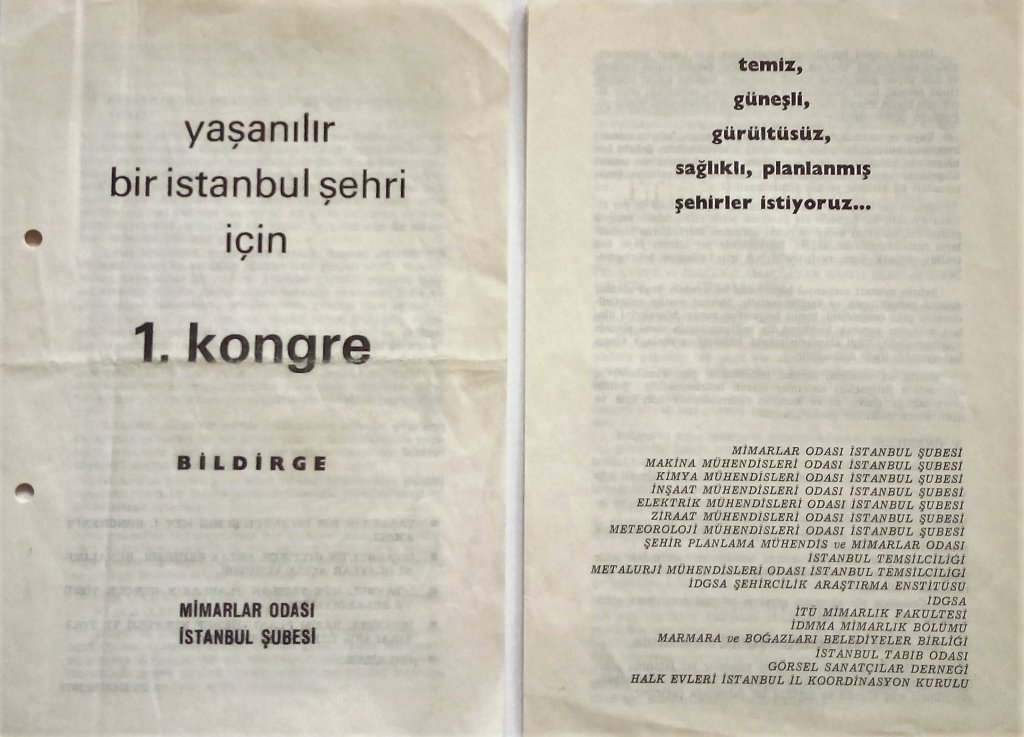 yaşanılır
bir istanbul şehri
için
1. kongre
BİLDİRGE
MİMARLAR ODASI
İSTANBUL ŞUBESİ
temiz,
güneşli,
gürültüsüz,
sağlıklı, planlanmış
şehirler istiyoruz...
MİMARLAR ODASI İSTANBUL ŞUBESİ
MAKİNA MÜHENDİSLERİ ODASI İSTANBUL ŞUBESİ
KİMYA MÜHENDİSLERİ ODASI İSTANBUL ŞUBESİ
İNŞAAT MÜHENDİSLERİ ODASI İSTANBUL ŞUBESİ
ELEKTRİK MÜHENDİSLERİ ODASI İSTANBUL ŞUBESİ
ZİRAAT MÜHENDİSLERİ ODASI İSTANBUL ŞUBESİ
METEOROLOJİ MÜHENDİSLERİ ODASI İSTANBUL ŞUBESİ
ŞEHİR PLANLAMA MÜHENDİS ve MİMARLAR ODASI
İSTANBUL TEMSİLCİLİĞİ
METALURJİ MÜHENDİSLERİ ODASI İSTANBUL TEMSİLCİLİĞİ
İDGSA ŞEHİRCİLİK ARAŞTIRMA ENSTİTÜSÜ
İDGSA
İTÜ MİMARLIK FAKULTESİ
İDMMA MİMARLIK BÖLÜMÜ
MARMARA ve BOĞAZLARI BELEDİYELER BİRLİĞİ
İSTANBUL TABIB ODASI
GÖRSEL SANATÇILAR DERNEĞİ
HALK EVLERİ İSTANBUL İL KOORDİNASYON KURULU